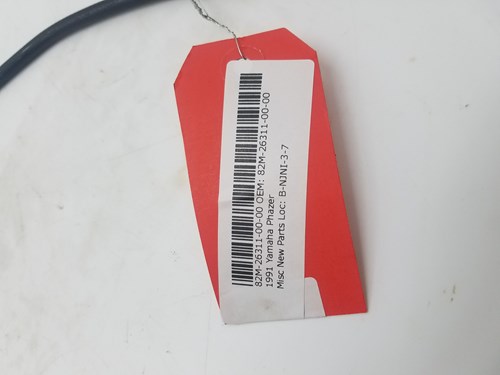 82M-26311-00-00 OEM: 82M-26311-00-00
1991 Yamaha Phazer
Misc New Parts Loc: B-NJNI-3-7